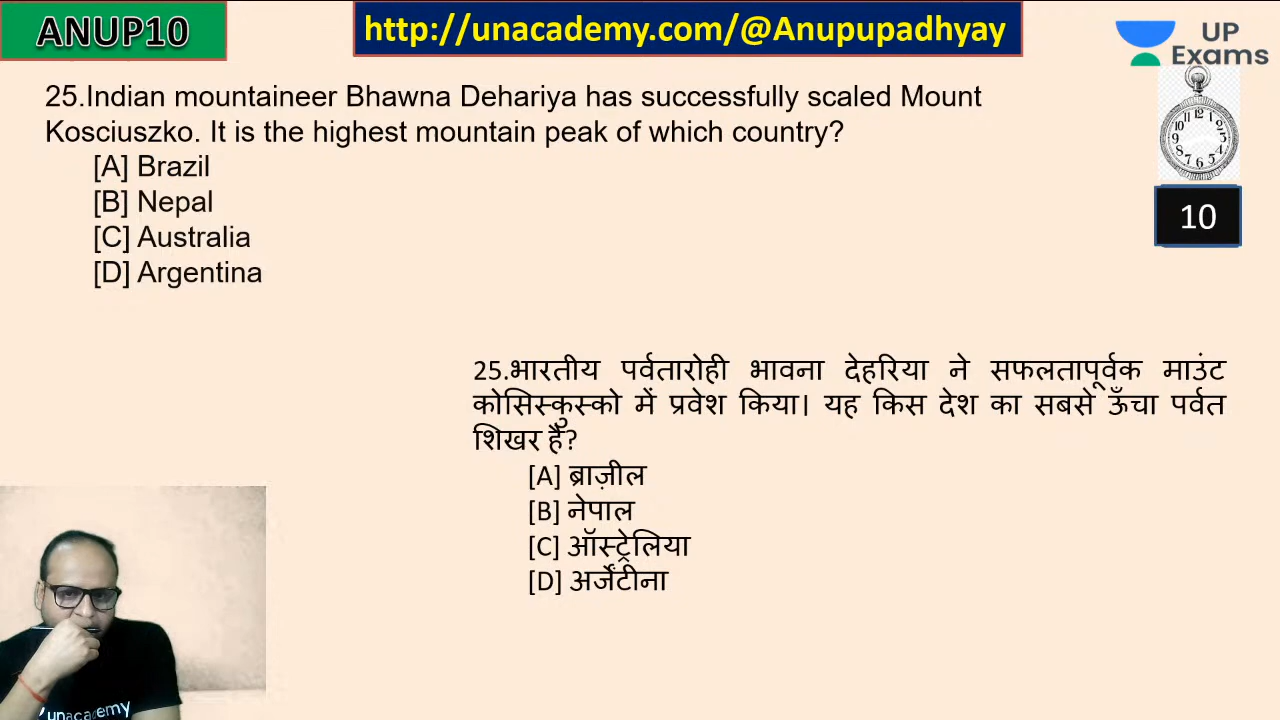 ANUP10
http://unacademy.com/@Anupupadhyay
UP
Exams
25.Indian mountaineer Bhawna Dehariya has successfully scaled Mount
Kosciuszko. It is the highest mountain peak of which country?
[A] Brazil
[B] Nepal
[C] Australia
[D] Argentina
10
25.भारतीय पर्वतारोही भावना देहरिया ने सफलतापूर्वक माउंट
कोसिस्कुस्को में प्रवेश किया। यह किस देश का सबसे ऊँचा पर्वत
शिखर है?
[A] ब्राज़ील
[B] नेपाल
[C] ऑस्ट्रेलिया
[D] अर्जेंटीना
unacademy